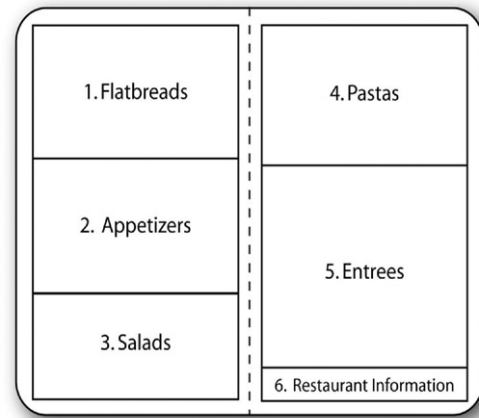 1. Flatbreads
2. Appetizers
3. Salads
4. Pastas
5. Entrees
6. Restaurant Information